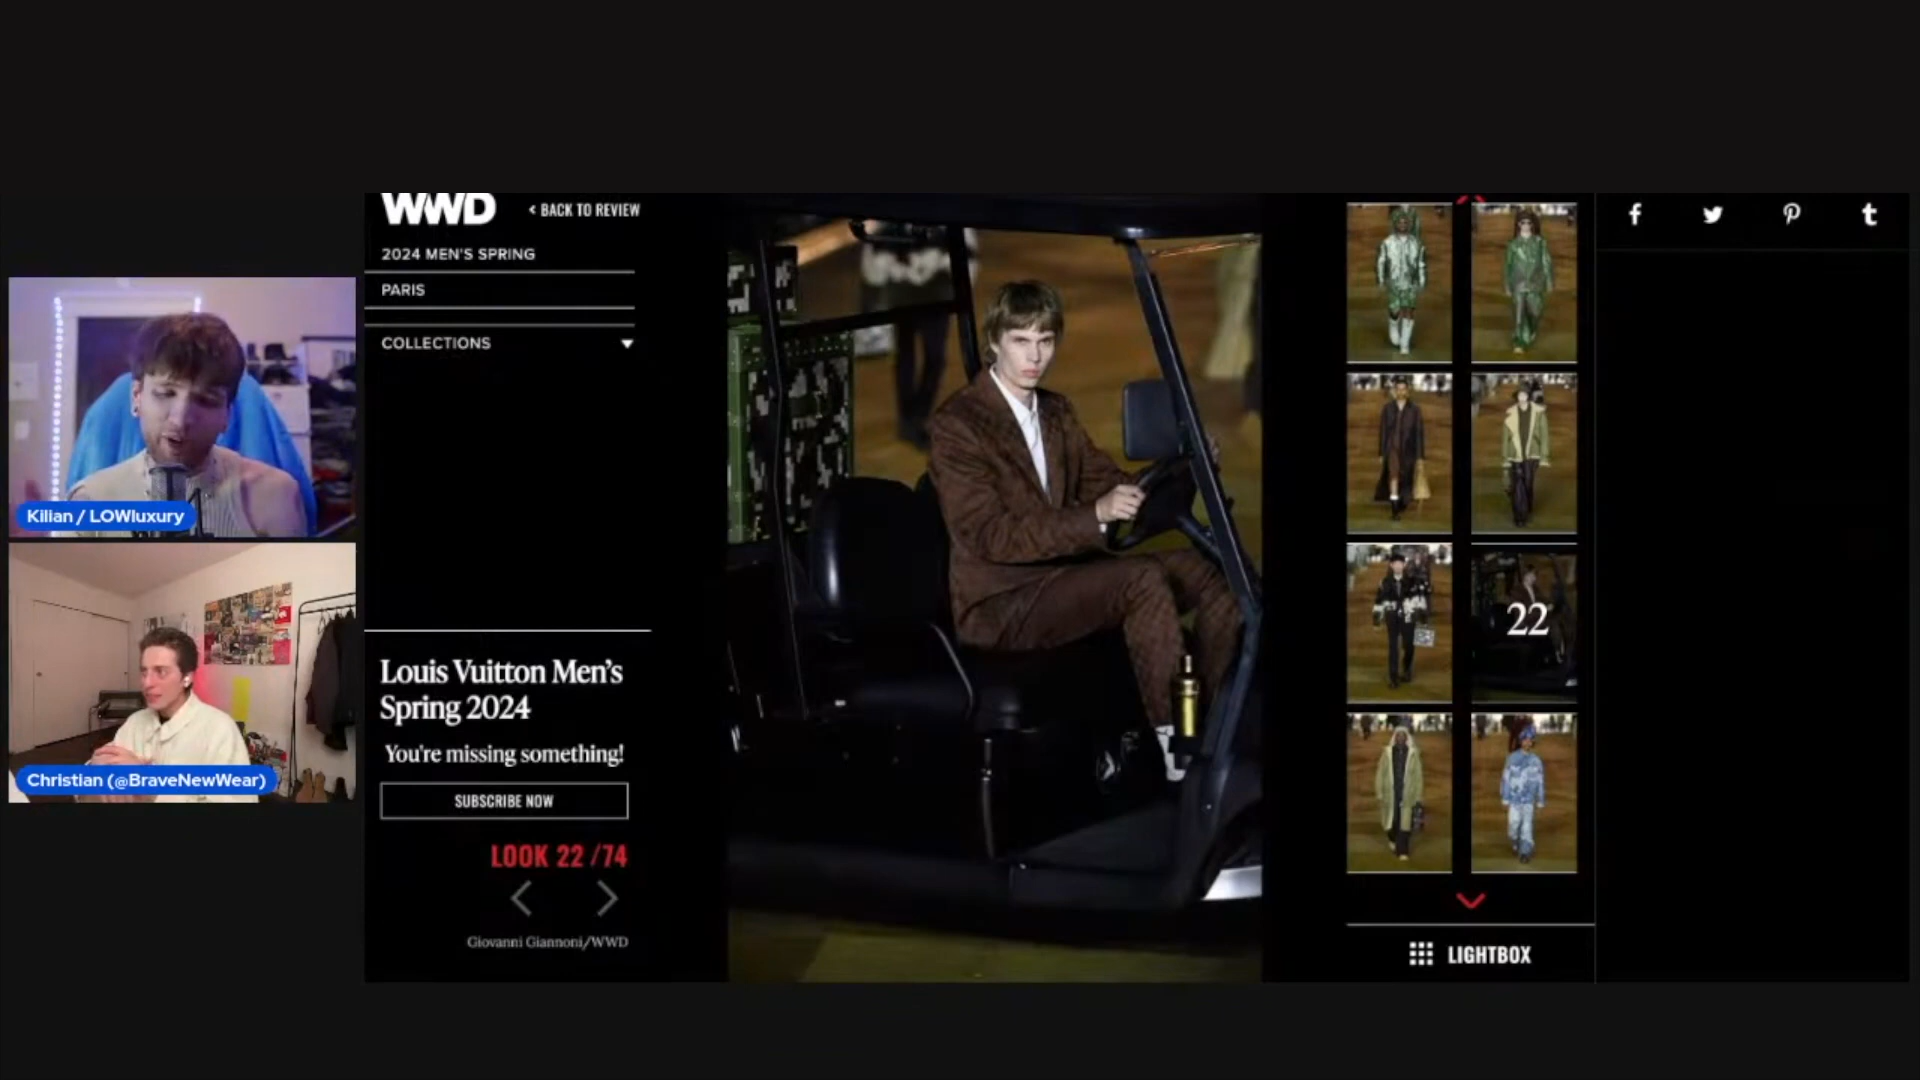 WWD
< BACK TO REVIEW
2024 MEN'S SPRING
PARIS
COLLECTIONS
Kilian / LOWluxury
Christian (@BraveNewWear)
Louis Vuitton Men's
Spring 2024
You're missing something!
SUBSCRIBE NOW
LOOK 22 /74
Giovanni Giannoni/WWD
22
LIGHTBOX